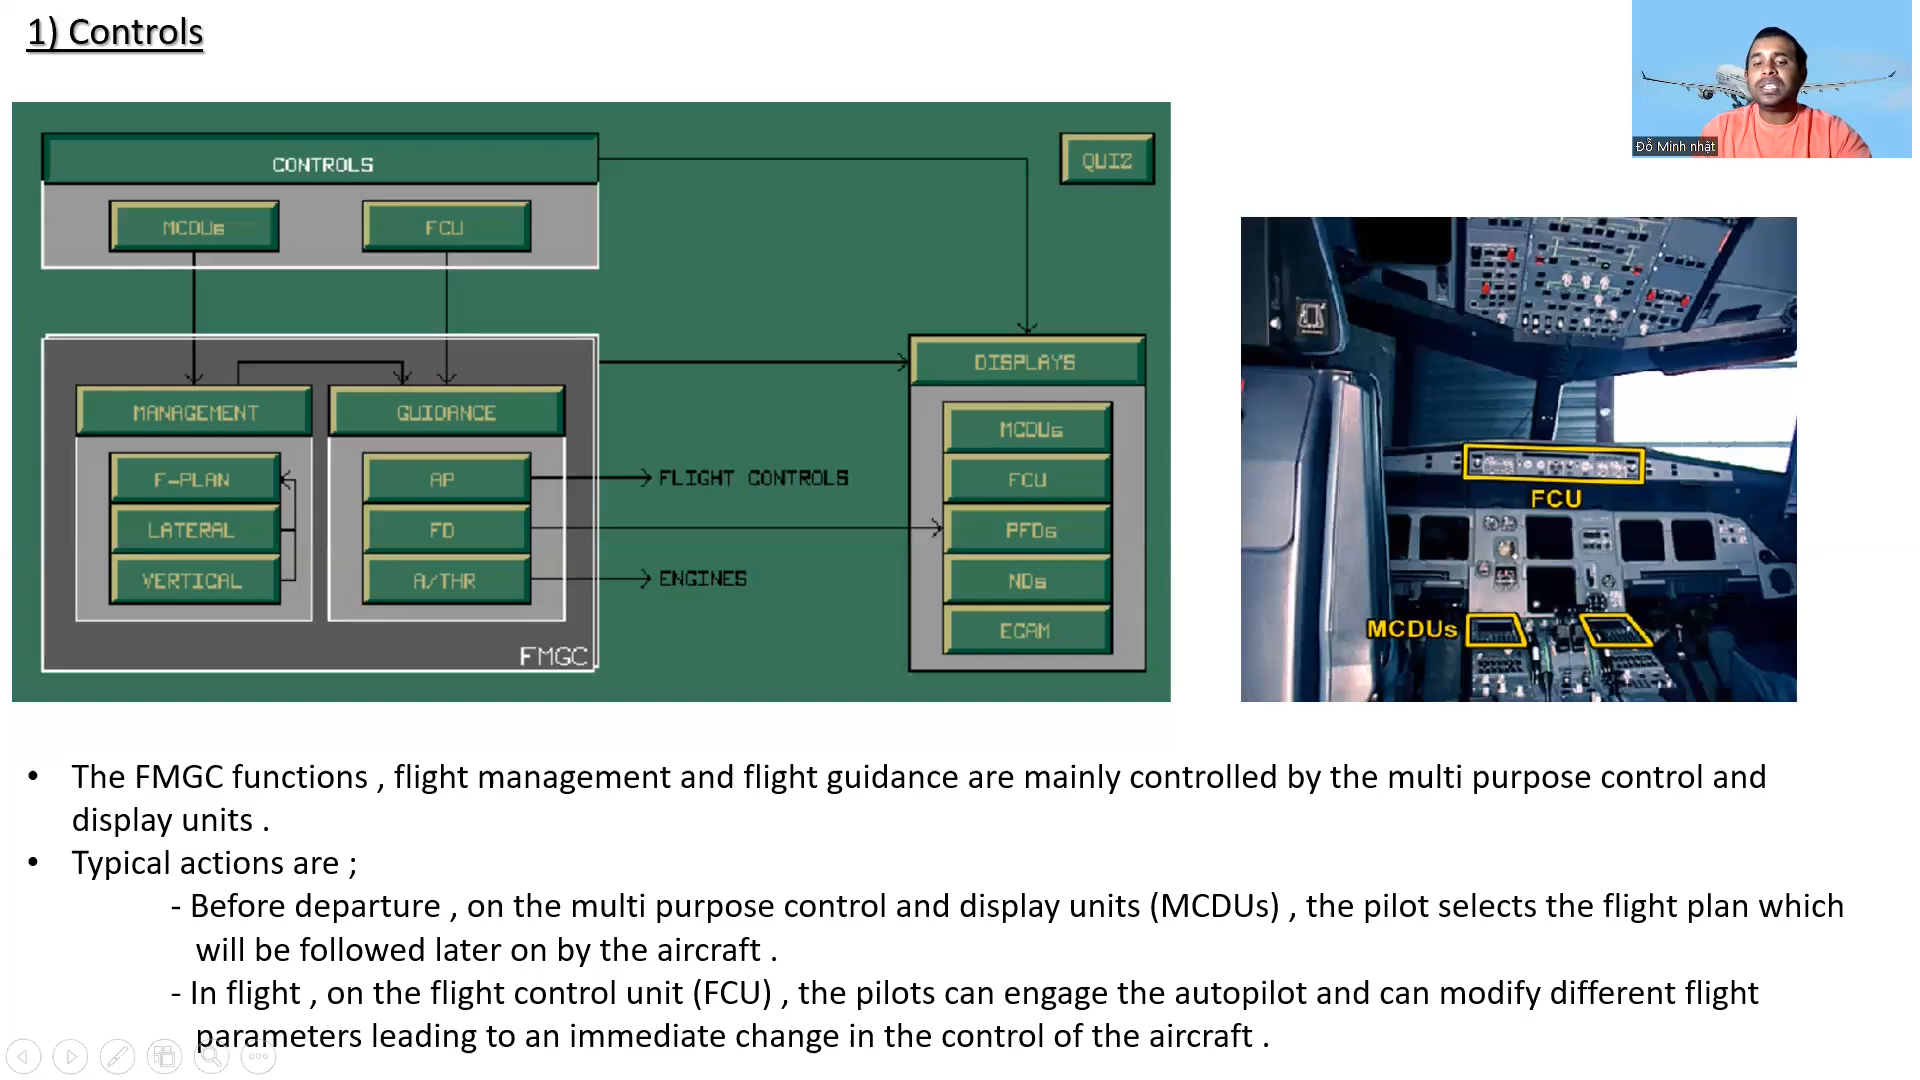 1) Controls
CONTROLS
QUIZ
MCDUs
FCU
MANAGEMENT
GUIDANCE
DISPLAYS
F-PLAN
LATERAL
VERTICAL
AP
FD
A/THR
FLIGHT CONTROLS
ENGINES
MCDUs
FCU
PFDs
NDs
ECAM
FMGC
Đỗ Minh nhật
FCU
MCDUs
• The FMGC functions , flight management and flight guidance are mainly controlled by the multi purpose control and
display units .
• Typical actions are ;
- Before departure , on the multi purpose control and display units (MCDUs) , the pilot selects the flight plan which
will be followed later on by the aircraft .
- In flight , on the flight control unit (FCU) , the pilots can engage the autopilot and can modify different flight
parameters leading to an immediate change in the control of the aircraft .